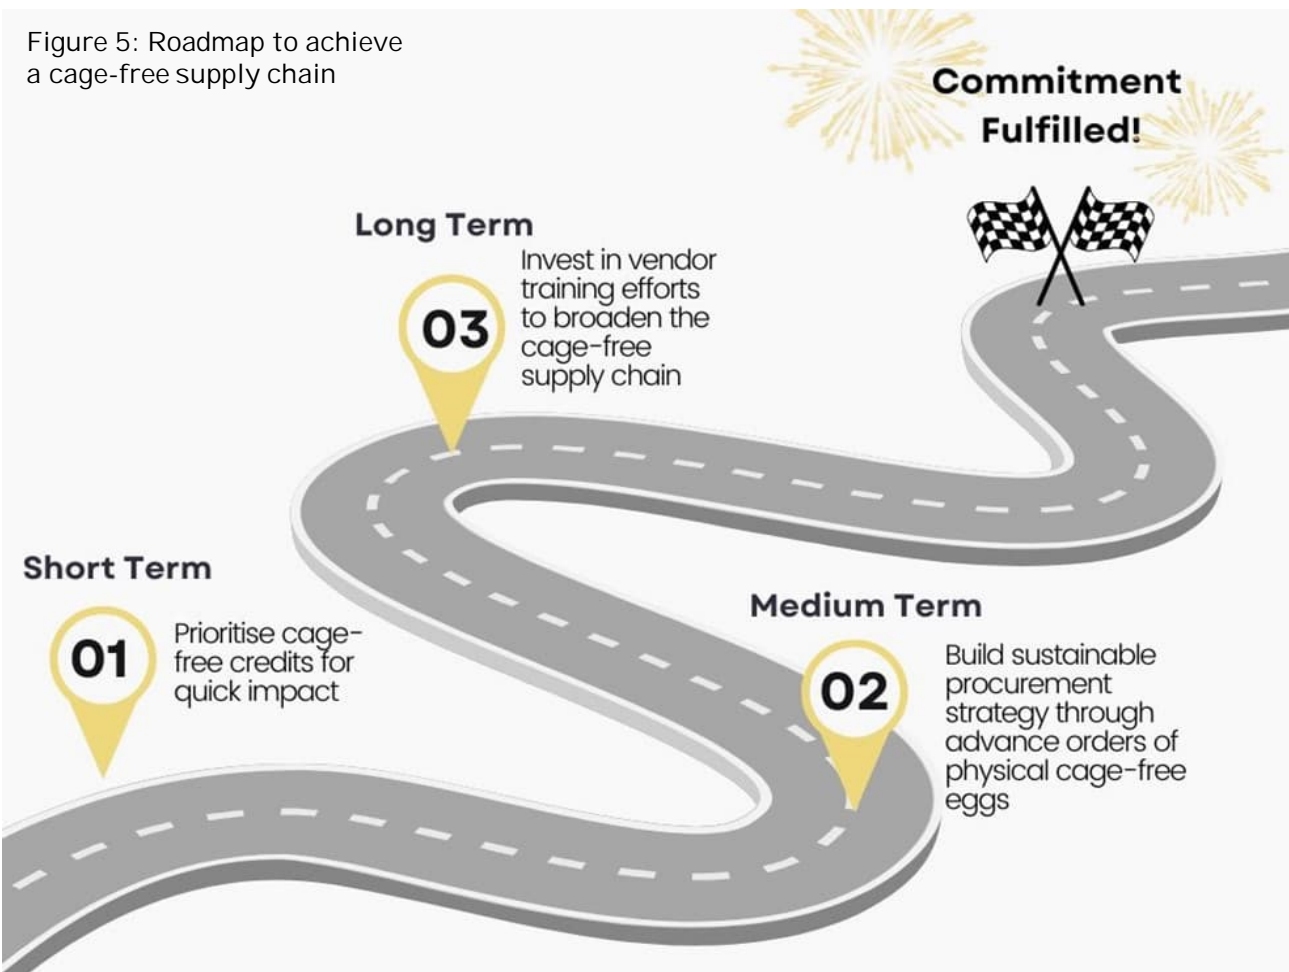 Figure 5: Roadmap to achieve
a cage-free supply chain
Commitment
Fulfilled!
Long Term
03
Invest in vendor
training efforts
to broaden the
cage-free
supply chain
Short Term
01
Prioritise cage-
free credits for
quick impact
Medium Term
02
Build sustainable
procurement
strategy through
advance orders of
physical cage-free
eggs